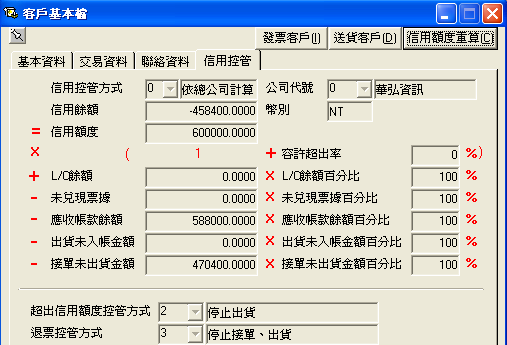 客戶基本檔
發票客戶(I) 送貨客戶(D) 信用額度重算(C)
基本資料 交易資料 聯絡資料 信用控管
信用控管方式 0 依總公司計算 公司代號 0 華弘資訊
信用餘額 -458400.0000 幣別 NT
= 信用額度 600000.0000
× ( 1 + 容許超出率 0 %)
+ L/C餘額 0.0000 × L/C餘額百分比 100 %
- 未兌現票據 0.0000 × 未兌現票據百分比 100 %
- 應收帳款餘額 588000.0000 × 應收帳款餘額百分比 100 %
- 出貨未入帳金額 0.0000 × 出貨未入帳金額百分比 100 %
- 接單未出貨金額 470400.0000 × 接單未出貨金額百分比 100 %
超出信用額度控管方式 2 停止出貨
退票控管方式 3 停止接單、出貨